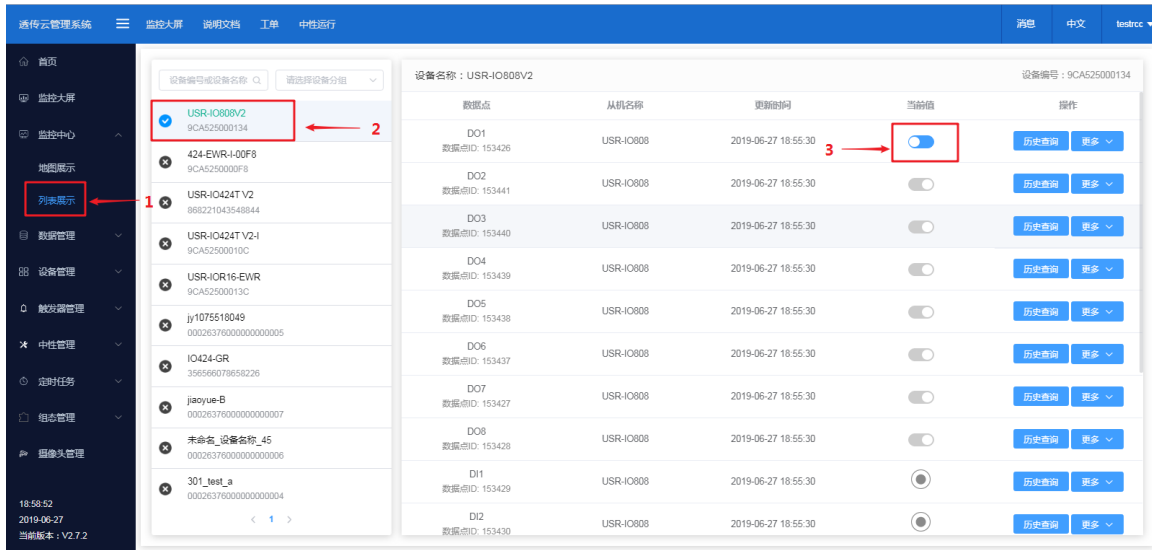 透传云管理系统 监控大屏 说明文档 工单 中性运行 消息 中文 testrcc
首页
监控大屏
监控中心
地图展示
列表展示
数据管理
设备管理
触发器管理
中性管理
定时任务
组态管理
摄像头管理
18:58:52
2019-06-27
当前版本：V2.7.2
1
设备编号或设备名称 请选择设备分组
USR-IO808V2
9CA525000134
2
424-EWR-I-00F8
9CA5250000F8
USR-IO424T V2
868221043548844
USR-IO424T V2-I
9CA52500010C
USR-IOR16-EWR
9CA52500013C
jy1075518049
00026376000000000005
IO424-GR
356566078658226
jiaoyue-B
00026376000000000007
未命名_设备名称_45
00026376000000000006
301_test_a
00026376000000000004
< 1 >
设备名称：USR-IO808V2 设备编号：9CA525000134
数据点 从机名称 更新时间 当前值 操作
DO1
数据点ID: 153426 USR-IO808 2019-06-27 18:55:30 3 历史查询 更多
DO2
数据点ID: 153441 USR-IO808 2019-06-27 18:55:30 历史查询 更多
DO3
数据点ID: 153440 USR-IO808 2019-06-27 18:55:30 历史查询 更多
DO4
数据点ID: 153439 USR-IO808 2019-06-27 18:55:30 历史查询 更多
DO5
数据点ID: 153438 USR-IO808 2019-06-27 18:55:30 历史查询 更多
DO6
数据点ID: 153437 USR-IO808 2019-06-27 18:55:30 历史查询 更多
DO7
数据点ID: 153427 USR-IO808 2019-06-27 18:55:30 历史查询 更多
DO8
数据点ID: 153428 USR-IO808 2019-06-27 18:55:30 历史查询 更多
DI1
数据点ID: 153429 USR-IO808 2019-06-27 18:55:30 历史查询 更多
DI2
数据点ID: 153430 USR-IO808 2019-06-27 18:55:30 历史查询 更多